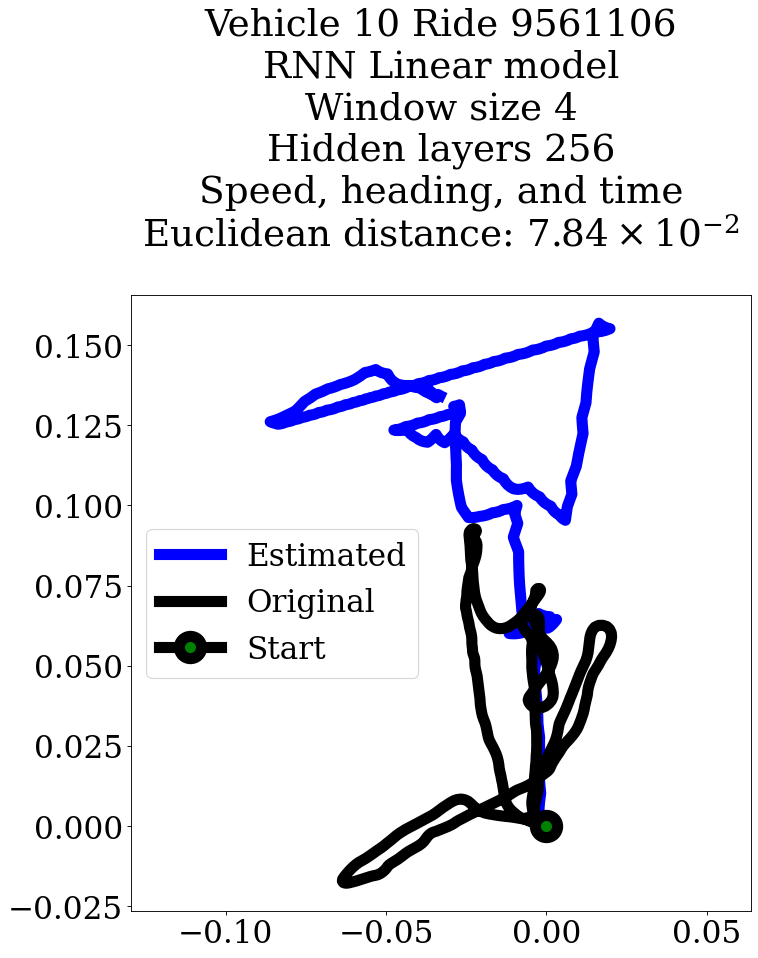 Vehicle 10 Ride 9561106
RNN Linear model
Window size 4
Hidden layers 256
Speed, heading, and time
Euclidean distance: 7.84 × 10⁻²
0.150
0.125
0.100
0.075
0.050
0.025
0.000
−0.025
Estimated
Original
Start
−0.10 −0.05 0.00 0.05